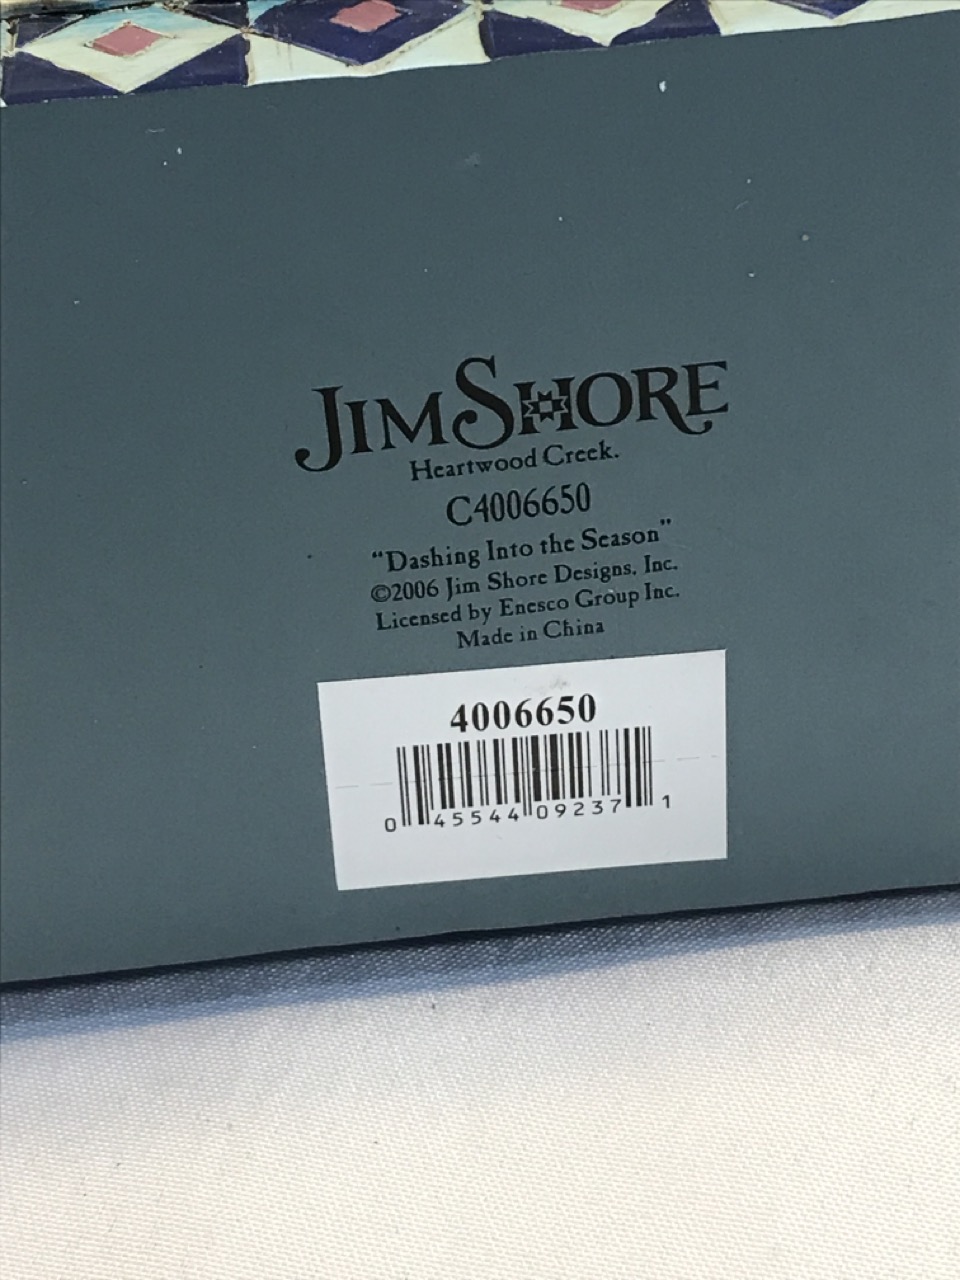 JIM SHORE
Heartwood Creek.
C4006650
“Dashing Into the Season”
©2006 Jim Shore Designs, Inc.
Licensed by Enesco Group Inc.
Made in China
4006650
0 45544 09237 1